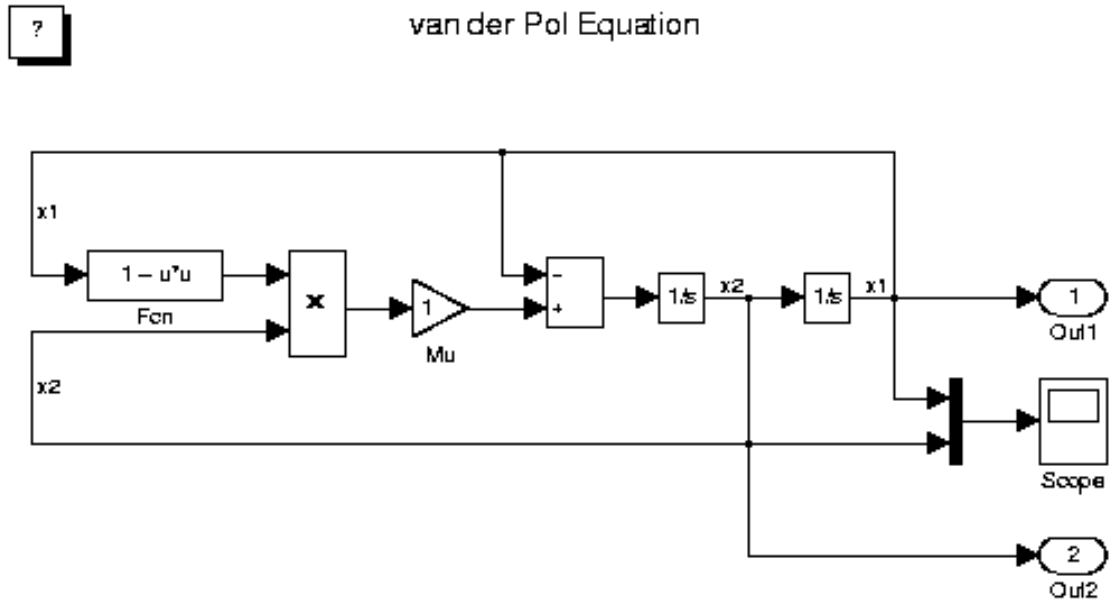 ?
van der Pol Equation
x1
1 – u*u
x
1
–
+
1/s
x2
1/s
x1
1
Fcn
Out1
Mu
x2
Scope
2
Out2